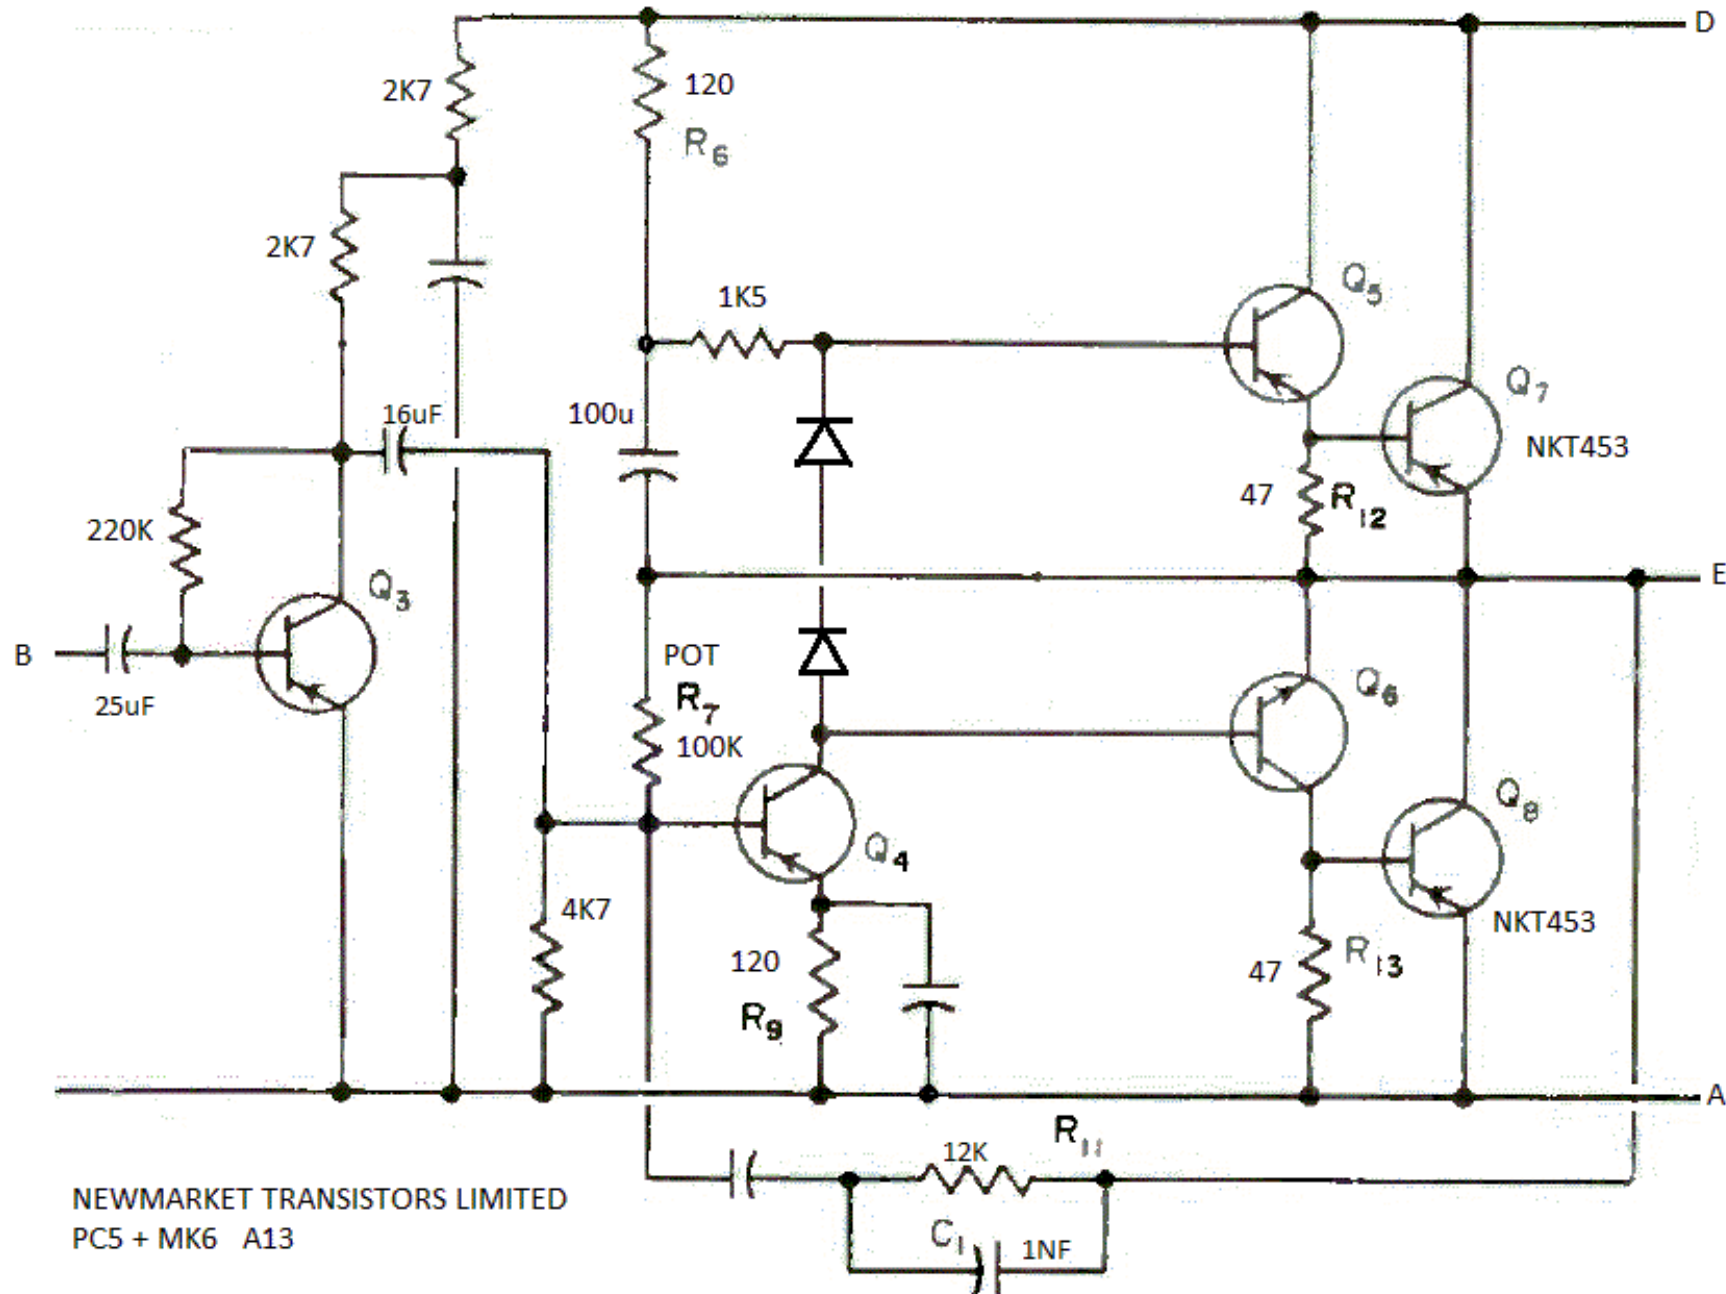 D
2K7
120
R6
2K7
Q5
1K5
Q7
16uF
100u
NKT453
47
R12
220K
Q3
E
B
25uF
POT
R7
100K
Q6
Q8
Q4
4K7
NKT453
120
R9
47
R13
A
R11
12K
NEWMARKET TRANSISTORS LIMITED
PC5 + MK6 A13
C1
1NF